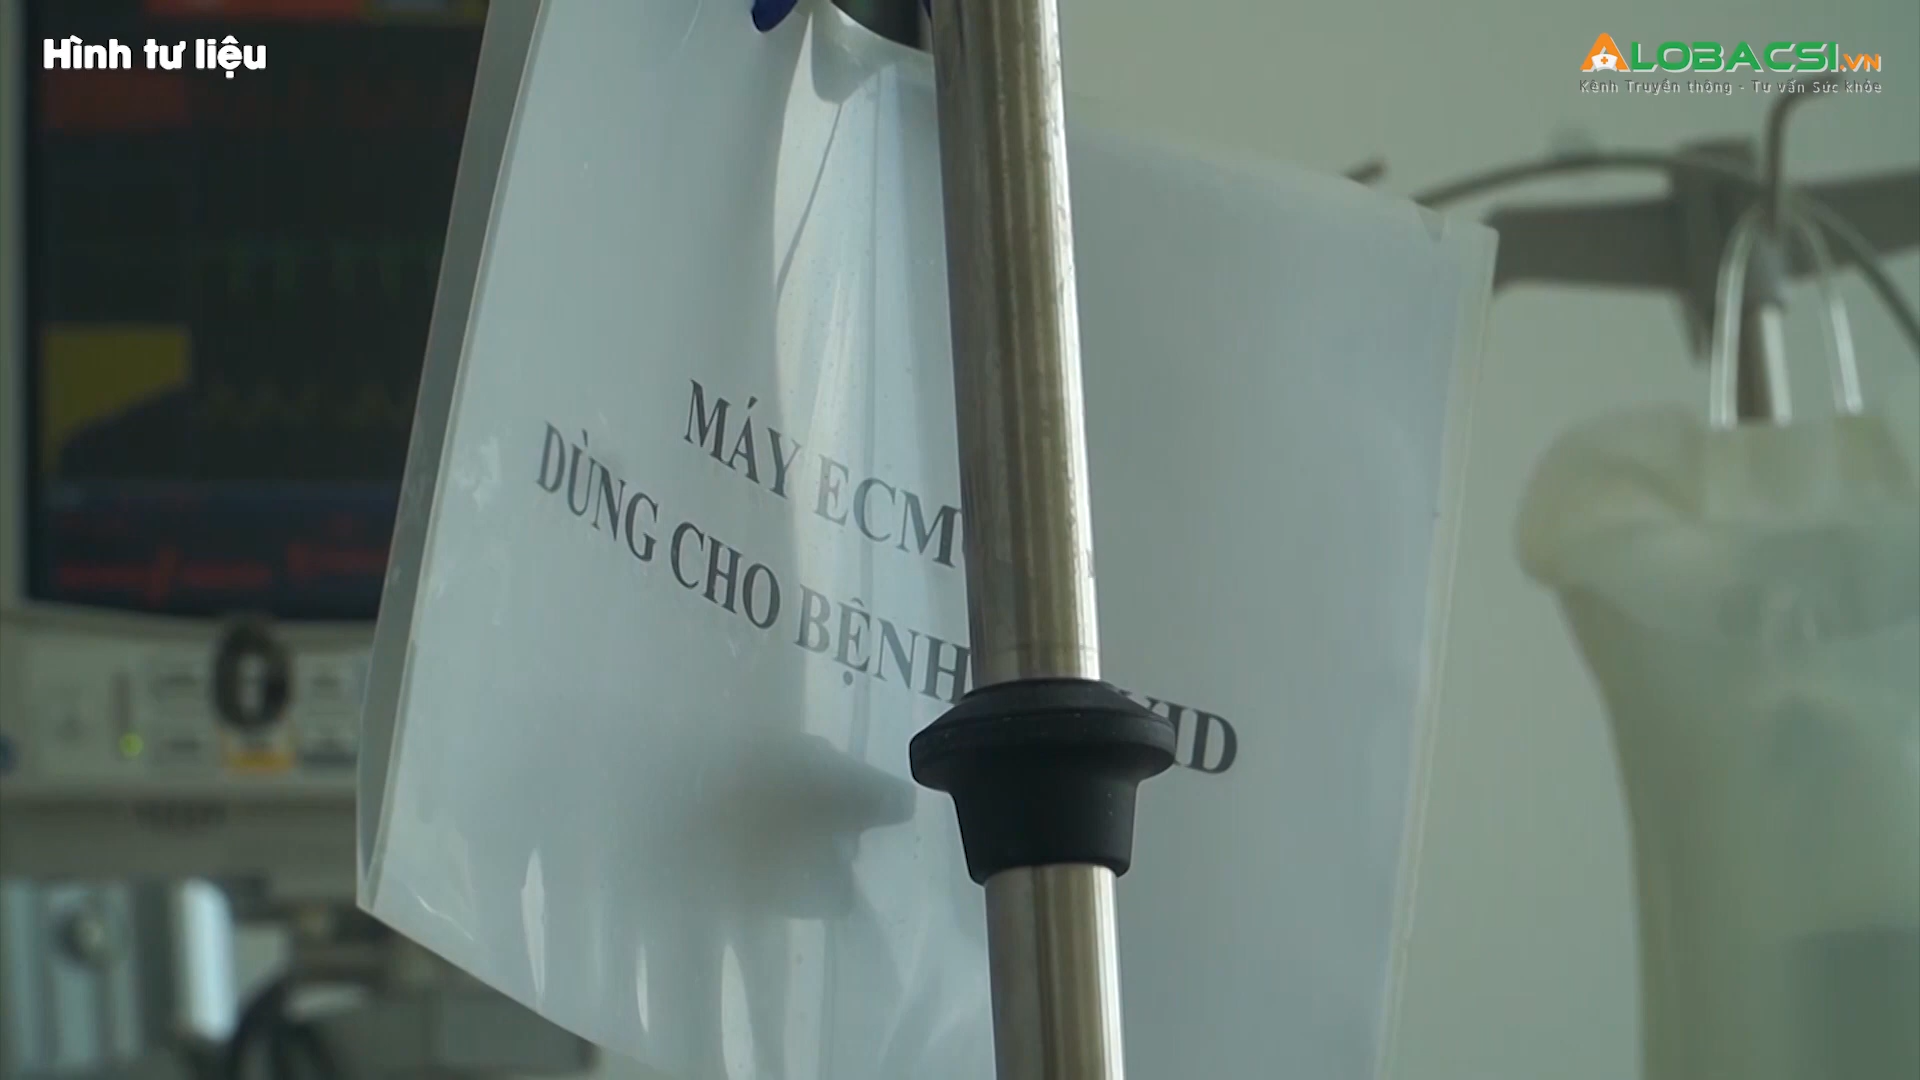 Hình tư liệu
ALOBACSI.VN
Kênh Truyền thông - Tư vấn Sức khỏe
MÁY ECM
DÙNG CHO BỆNH